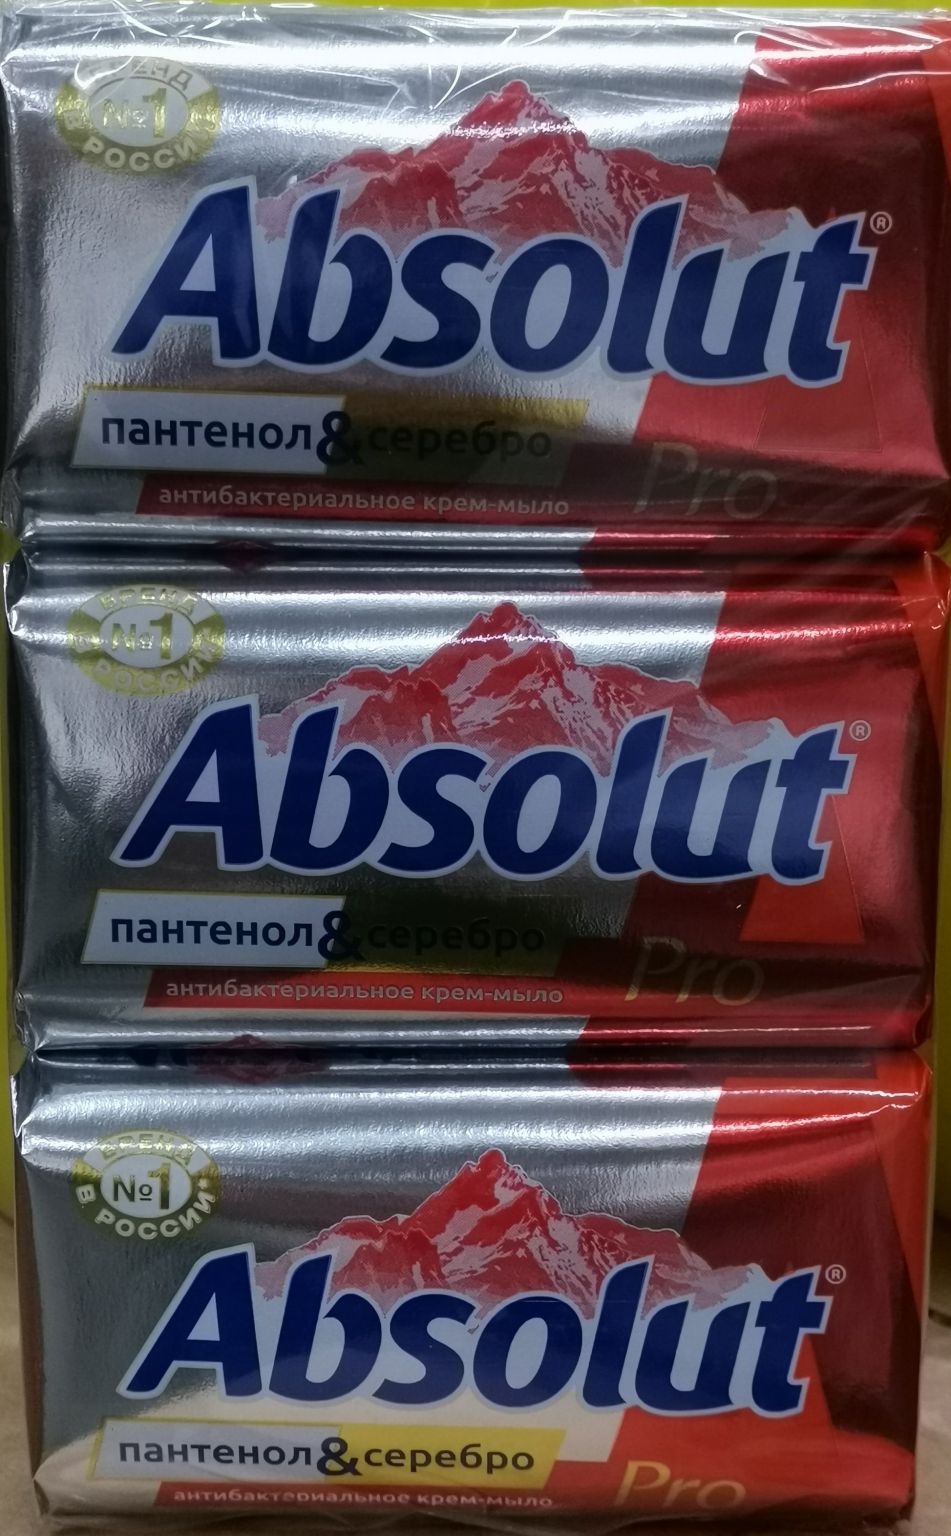 БРЕНД
№1
В РОССИИ
Absolut®
пантенол & серебро
Pro
антибактериальное крем-мыло
БРЕНД
№1
В РОССИИ
Absolut®
пантенол & серебро
Pro
антибактериальное крем-мыло
БРЕНД
№1
В РОССИИ*
Absolut®
пантенол & серебро
Pro
антибактериальное крем-мыло